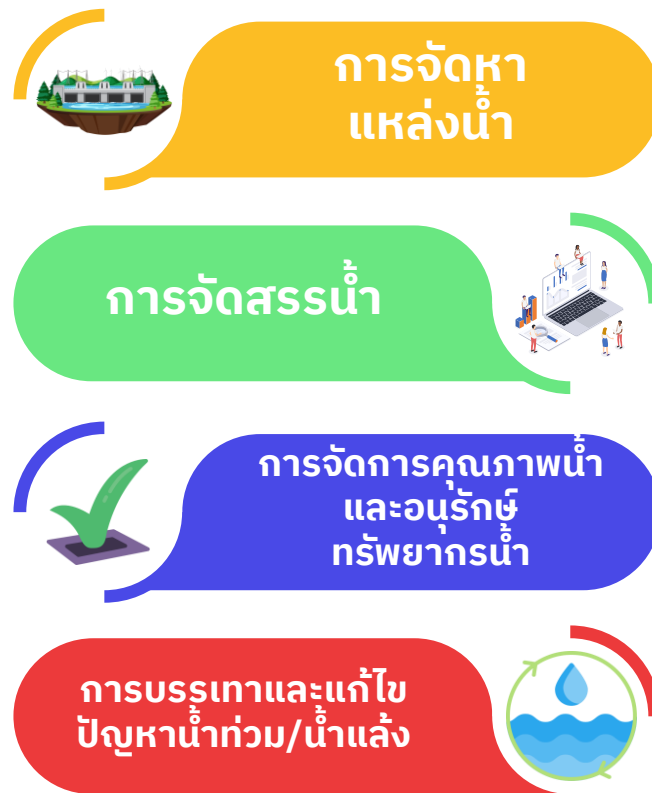 การจัดหา
แหล่งน้ำ
การจัดสรรน้ำ
การจัดการคุณภาพน้ำ
และอนุรักษ์
ทรัพยากรน้ำ
การบรรเทาและแก้ไข
ปัญหาน้ำท่วม/น้ำแล้ง